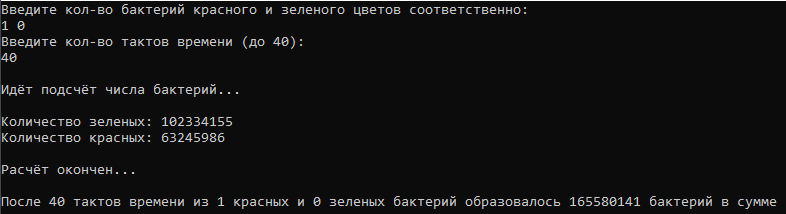 Введите кол-во бактерий красного и зеленого цветов соответственно:
1 0
Введите кол-во тактов времени (до 40):
40
Идёт подсчёт числа бактерий...
Количество зеленых: 102334155
Количество красных: 63245986
Расчёт окончен...
После 40 тактов времени из 1 красных и 0 зеленых бактерий образовалось 165580141 бактерий в сумме